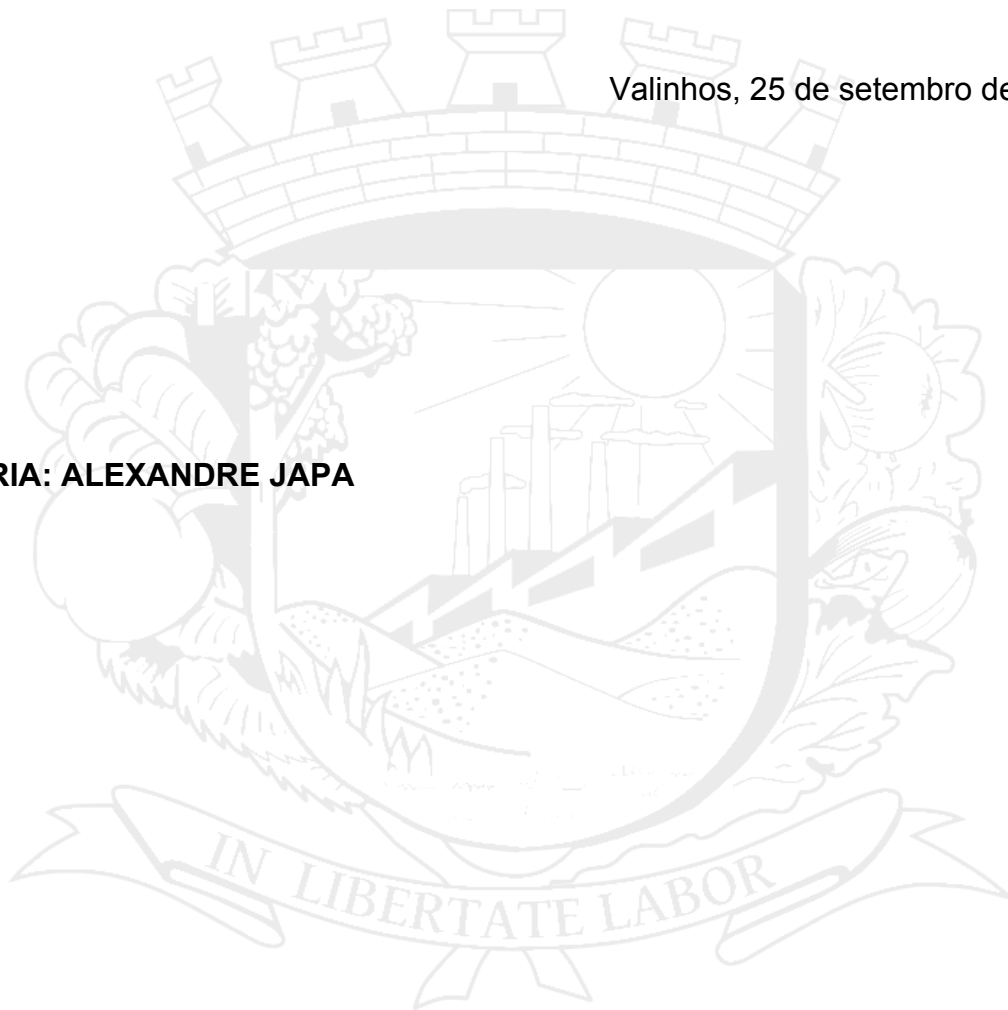 Valinhos, 25 de setembro de
RIA: ALEXANDRE JAPA
IN LIBERTATE LABOR